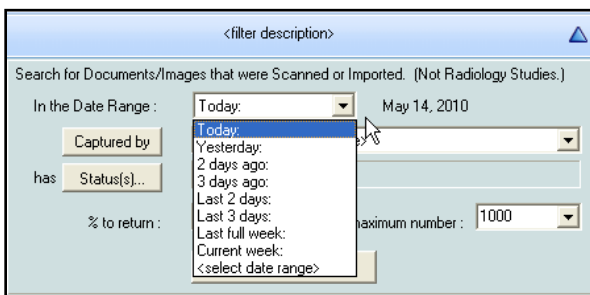 <filter description>
Search for Documents/Images that were Scanned or Imported. (Not Radiology Studies.)
In the Date Range : Today: May 14, 2010
Today:
Captured by
Yesterday:
2 days ago:
has Status(s)...
3 days ago:
Last 2 days:
Last 3 days:
% to return : number : 1000
Last full week:
Current week:
<select date range>